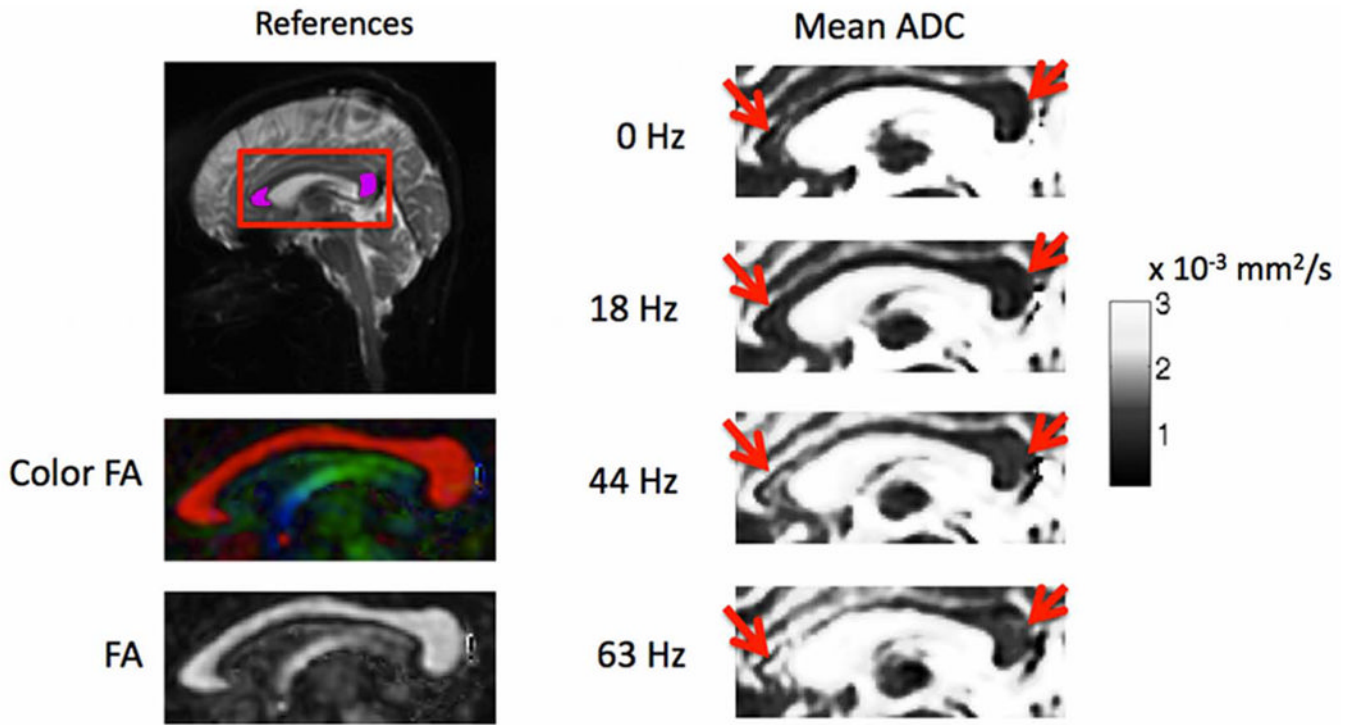 References
Mean ADC
0 Hz
18 Hz
x 10⁻³ mm²/s
3
2
1
Color FA
44 Hz
FA
63 Hz